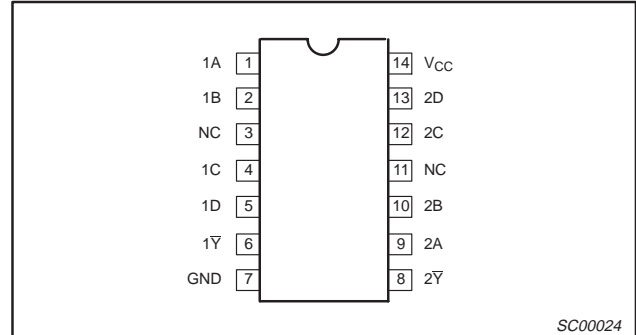 1A 1 14 VCC
1B 2 13 2D
NC 3 12 2C
1C 4 11 NC
1D 5 10 2B
1Y̅ 6 9 2A
GND 7 8 2Y̅
SC00024